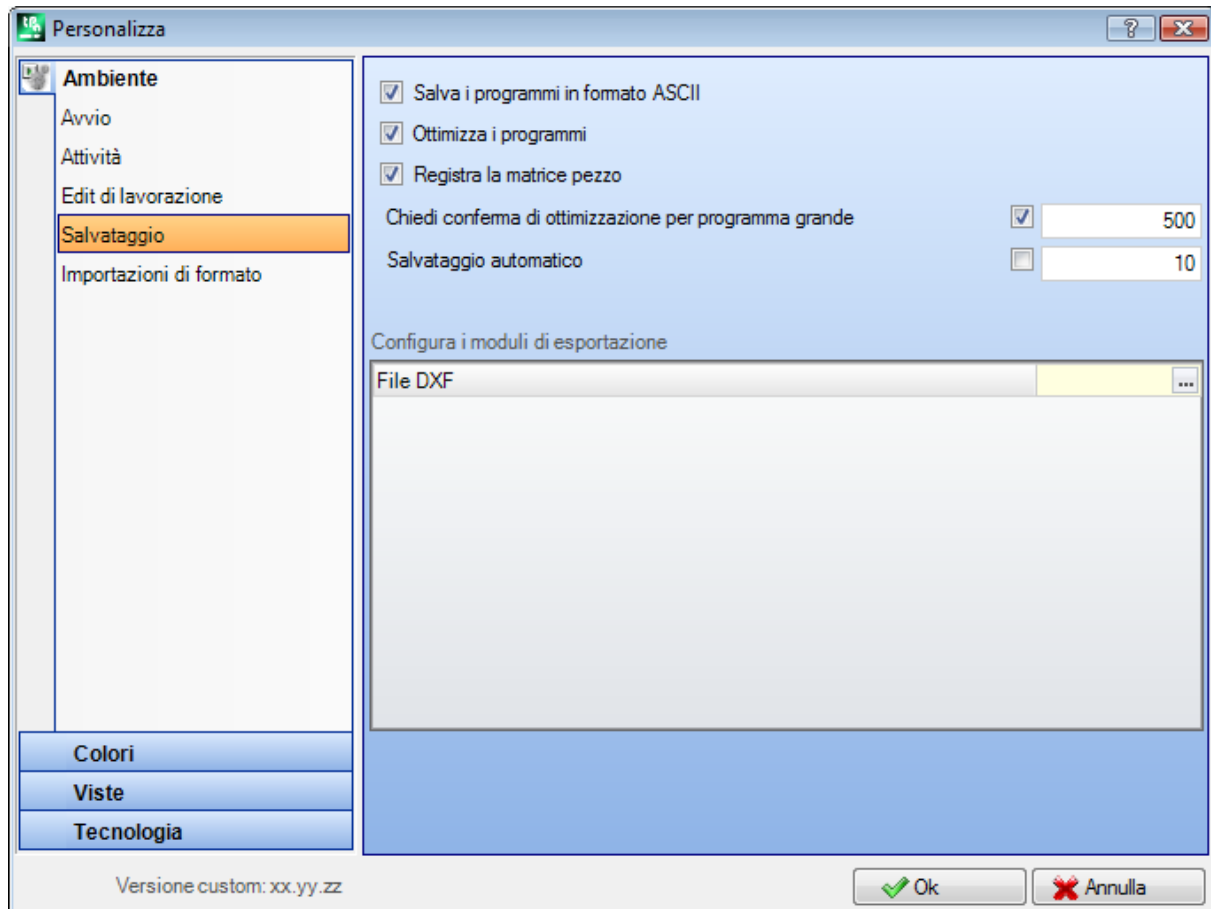 Personalizza
Ambiente
Avvio
Attività
Edit di lavorazione
Salvataggio
Importazioni di formato
Colori
Viste
Tecnologia
Salva i programmi in formato ASCII
Ottimizza i programmi
Registra la matrice pezzo
Chiedi conferma di ottimizzazione per programma grande 500
Salvataggio automatico 10
Configura i moduli di esportazione
File DXF ...
Versione custom: xx.yy.zz
Ok
Annulla